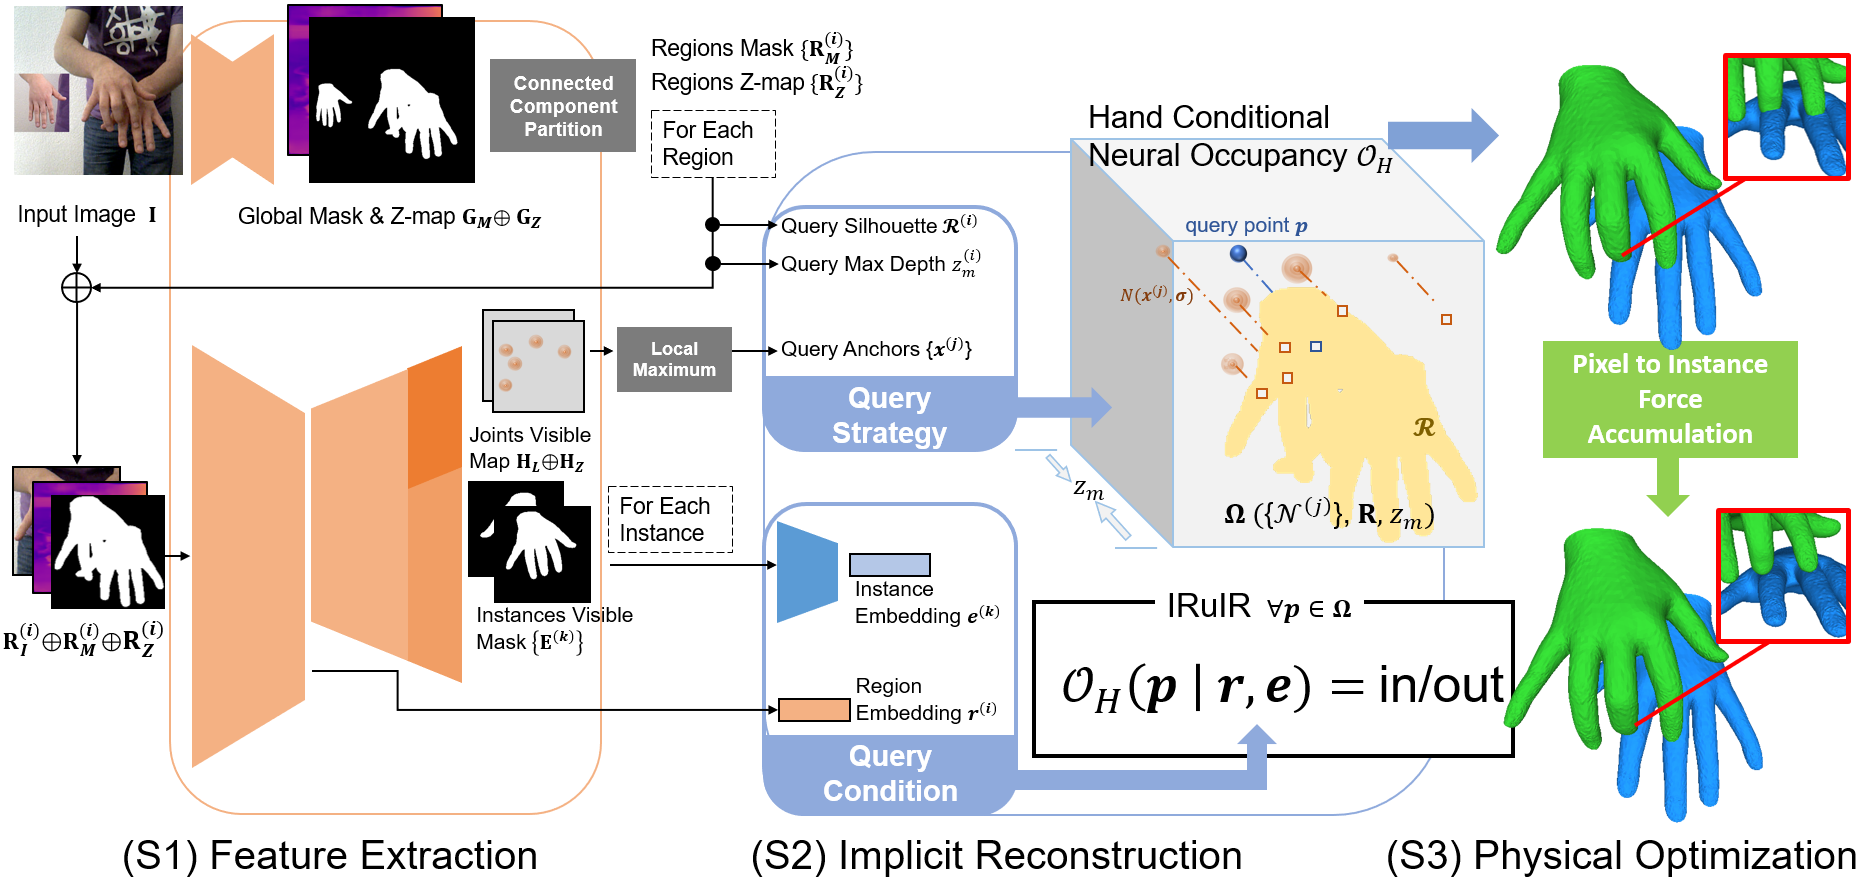 Input Image I
Global Mask & Z-map G_M⊕ G_Z
Connected
Component
Partition
Regions Mask {R_M^(i)}
Regions Z-map {R_Z^(i)}
For Each
Region
Query Silhouette 𝓡^(i)
Query Max Depth z_m^(i)
Query Anchors {x^(j)}
Query
Strategy
Local
Maximum
Joints Visible
Map H_L⊕H_Z
Instances Visible
Mask {E^(k)}
R_I^(i)⊕R_M^(i)⊕R_Z^(i)
For Each
Instance
Instance
Embedding e^(k)
Region
Embedding r^(i)
Query
Condition
Hand Conditional
Neural Occupancy 𝒪_H
query point p
N(x^(j), σ)
𝓡
z_m
Ω ({𝒩^(j)}, R, z_m)
IRuIR ∀p ∈ Ω
𝒪_H(p | r, e) = in/out
Pixel to Instance
Force
Accumulation
(S1) Feature Extraction
(S2) Implicit Reconstruction
(S3) Physical Optimization